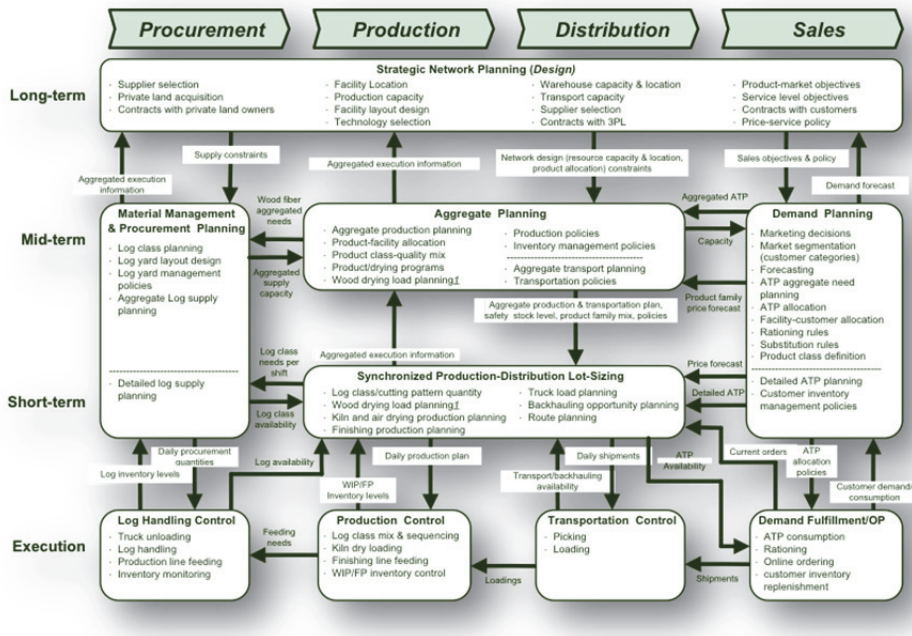 Procurement
Production
Distribution
Sales
Long-term
Strategic Network Planning (Design)
· Supplier selection
· Private land acquisition
· Contracts with private land owners
· Facility Location
· Production capacity
· Facility layout design
· Technology selection
· Warehouse capacity & location
· Transport capacity
· Supplier selection
· Contracts with 3PL
· Product-market objectives
· Service level objectives
· Contracts with customers
· Price-service policy
Aggregated execution
information
Supply constraints
Aggregated execution information
Network design (resource capacity & location,
product allocation) constraints
Sales objectives & policy
Demand forecast
Mid-term
Material Management
& Procurement Planning
· Log class planning
· Log yard layout design
· Log yard management
policies
· Aggregate Log supply
planning
Wood fiber
aggregated
needs
Aggregated
supply
capacity
Aggregate Planning
· Aggregate production planning
· Product-facility allocation
· Product class-quality mix
· Product/drying programs
· Wood drying load planning†
· Production policies
· Inventory management policies
· Aggregate transport planning
· Transportation policies
Aggregated ATP
Capacity
Product family
price forecast
Demand Planning
· Marketing decisions
· Market segmentation
(customer categories)
· Forecasting
· ATP aggregate need
planning
· ATP allocation
· Facility-customer allocation
· Rationing rules
· Substitution rules
· Product class definition
Aggregate production & transportation plan,
safety stock level, product family mix, policies
Aggregated execution information
Short-term
· Detailed log supply
planning
Log class
needs per
shift
Log class
availability
Synchronized Production-Distribution Lot-Sizing
· Log class/cutting pattern quantity
· Wood drying load planning†
· Kiln and air drying production planning
· Finishing production planning
· Truck load planning
· Backhauling opportunity planning
· Route planning
Price forecast
Detailed ATP
· Detailed ATP planning
· Customer inventory
management policies
Log inventory levels
Daily procurement
quantities
Log availability
WIP/FP
Inventory levels
Daily production plan
Transport/backhauling
availability
Daily shipments
ATP
Availability
Current orders
ATP
allocation
policies
Customer demand/
consumption
Execution
Log Handling Control
· Truck unloading
· Log handling
· Production line feeding
· Inventory monitoring
Feeding
needs
Production Control
· Log class mix & sequencing
· Kiln dry loading
· Finishing line feeding
· WIP/FP inventory control
Loadings
Transportation Control
· Picking
· Loading
Shipments
Demand Fulfillment/OP
· ATP consumption
· Rationing
· Online ordering
· customer inventory
replenishment